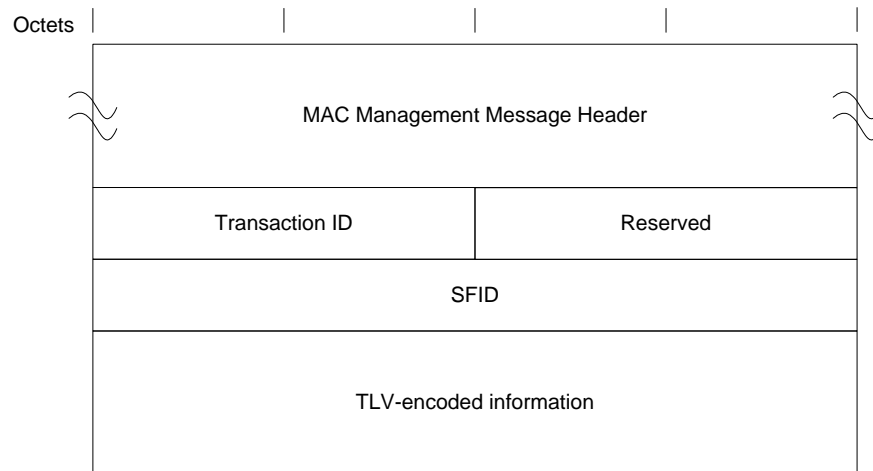 Octets
MAC Management Message Header
Transaction ID
Reserved
SFID
TLV-encoded information